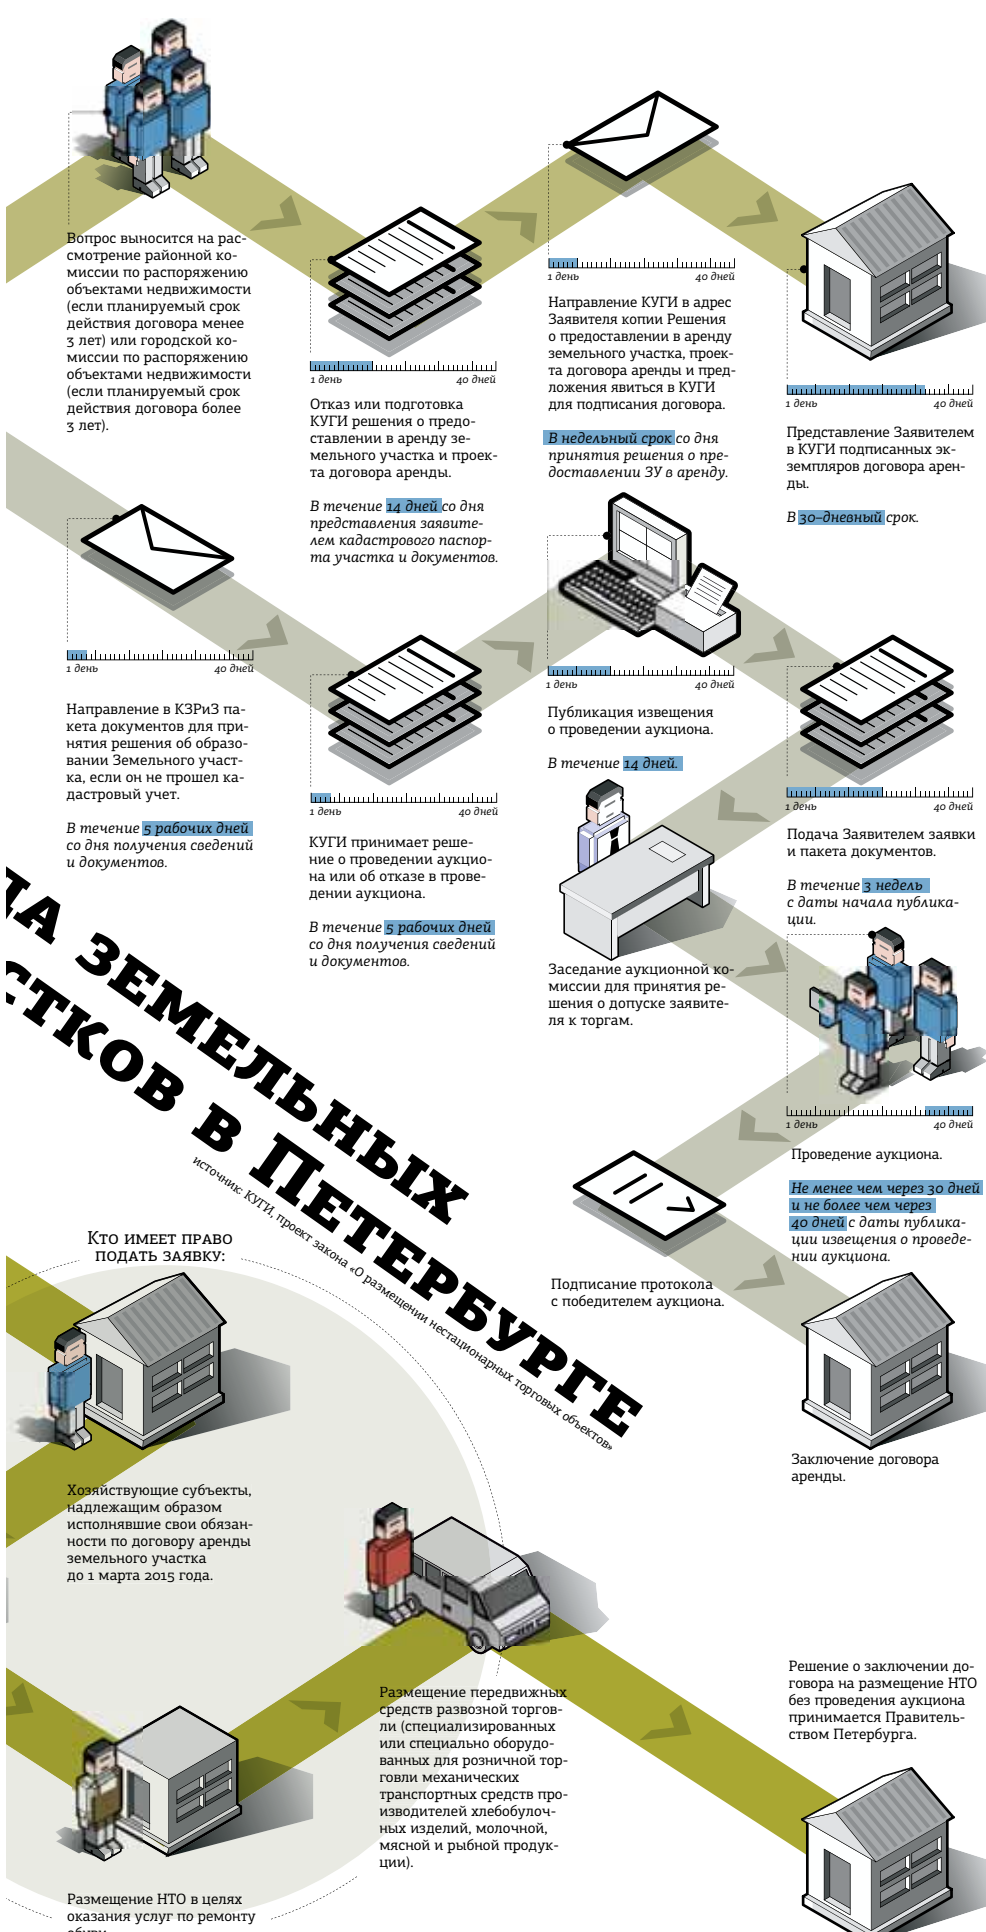 Вопрос выносится на рас-
смотрение районной ко-
миссии по распоряжению
объектами недвижимости
(если планируемый срок
действия договора менее
3 лет) или городской ко-
миссии по распоряжению
объектами недвижимости
(если планируемый срок
действия договора более
3 лет).
1 день 40 дней
Отказ или подготовка
КУГИ решения о предо-
ставлении в аренду зе-
мельного участка и проек-
та договора аренды.
В течение 14 дней со дня
представления заявите-
лем кадастрового паспор-
та участка и документов.
1 день 40 дней
Направление КУГИ в адрес
Заявителя копии Решения
о предоставлении в аренду
земельного участка, проек-
та договора аренды и пред-
ложения явиться в КУГИ
для подписания договора.
В недельный срок со дня
принятия решения о пре-
доставлении ЗУ в аренду.
1 день 40 дней
Представление Заявителем
в КУГИ подписанных эк-
земпляров договора арен-
ды.
В 30-дневный срок.
1 день 40 дней
Направление в КЗРиЗ па-
кета документов для при-
нятия решения об образо-
вании Земельного участ-
ка, если он не прошел ка-
дастровый учет.
В течение 5 рабочих дней
со дня получения сведений
и документов.
1 день 40 дней
КУГИ принимает реше-
ние о проведении аукцио-
на или об отказе в прове-
дении аукциона.
В течение 5 рабочих дней
со дня получения сведений
и документов.
1 день 40 дней
Публикация извещения
о проведении аукциона.
В течение 14 дней.
1 день 40 дней
Подача Заявителем заявки
и пакета документов.
В течение 3 недель
с даты начала публика-
ции.
Заседание аукционной ко-
миссии для принятия ре-
шения о допуске заявите-
ля к торгам.
1 день 40 дней
Проведение аукциона.
Не менее чем через 30 дней
и не более чем через
40 дней с даты публика-
ции извещения о проведе-
нии аукциона.
Подписание протокола
с победителем аукциона.
Заключение договора
аренды.
ДА ЗЕМЕЛЬНЫХ
СТКОВ В ПЕТЕРБУРГЕ
источник: КУГИ, проект закона «О размещении нестационарных торговых объектов»
Кто имеет право
подать заявку:
Хозяйствующие субъекты,
надлежащим образом
исполнявшие свои обязан-
ности по договору аренды
земельного участка
до 1 марта 2015 года.
Размещение передвижных
средств развозной торгов-
ли (специализированных
или специально оборудо-
ванных для розничной тор-
говли механических
транспортных средств про-
изводителей хлебобулоч-
ных изделий, молочной,
мясной и рыбной продук-
ции).
Решение о заключении до-
говора на размещение НТО
без проведения аукциона
принимается Правитель-
ством Петербурга.
Размещение НТО в целях
оказания услуг по ремонту